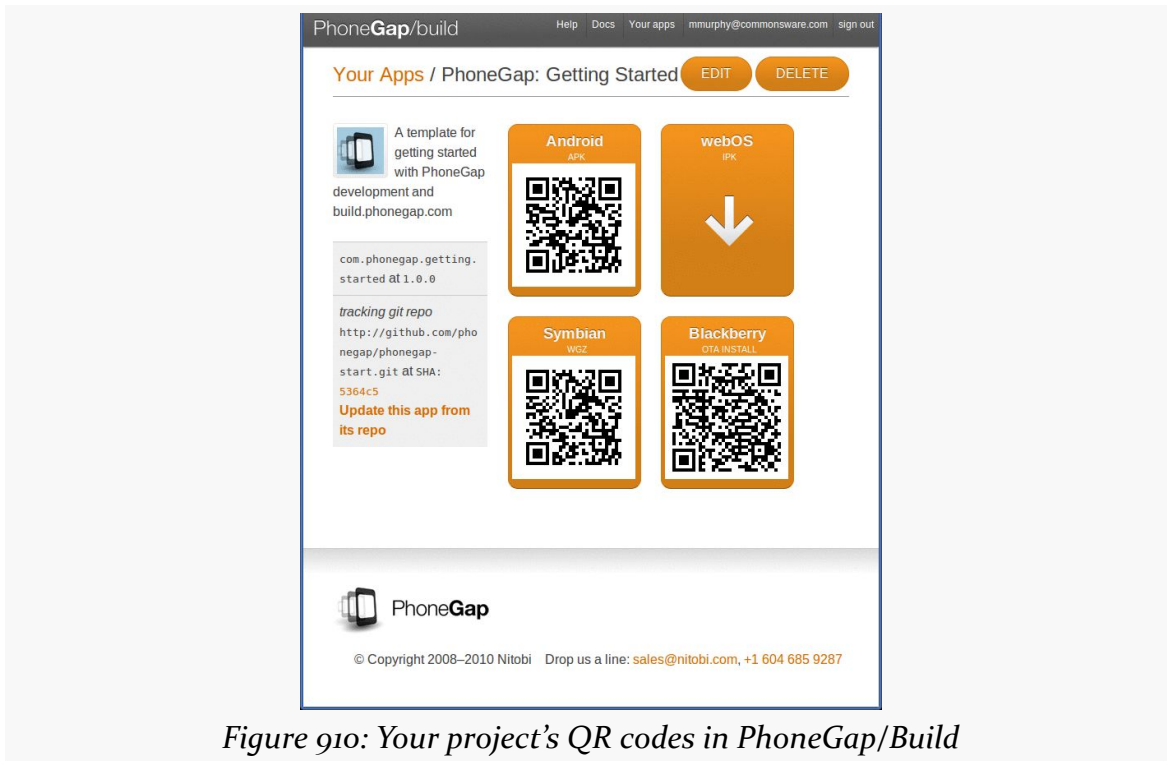 PhoneGap/build
Help Docs Your apps mmurphy@commonsware.com sign out
Your Apps / PhoneGap: Getting Started
EDIT DELETE
A template for
getting started
with PhoneGap
development and
build.phonegap.com
com.phonegap.getting.
started at 1.0.0
tracking git repo
http://github.com/pho
negap/phonegap-
start.git at SHA:
5364c5
Update this app from
its repo
Android
APK
webOS
IPK
Symbian
WGZ
Blackberry
OTA INSTALL
PhoneGap
© Copyright 2008–2010 Nitobi Drop us a line: sales@nitobi.com, +1 604 685 9287
Figure 910: Your project’s QR codes in PhoneGap/Build